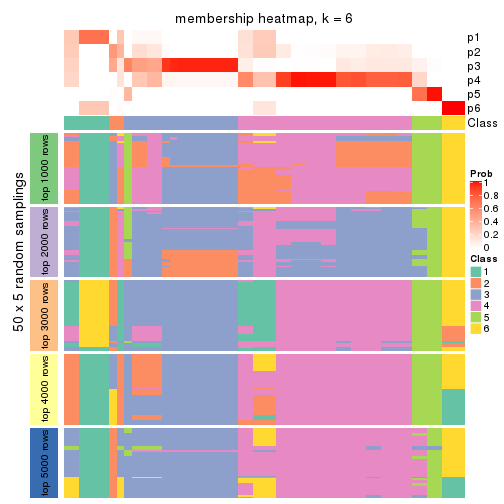 membership heatmap, k = 6
p1
p2
p3
p4
p5
p6
Class
50 x 5 random samplings
top 1000 rows
top 2000 rows
top 3000 rows
top 4000 rows
top 5000 rows
Prob
1
0.8
0.6
0.4
0.2
0
Class
1
2
3
4
5
6